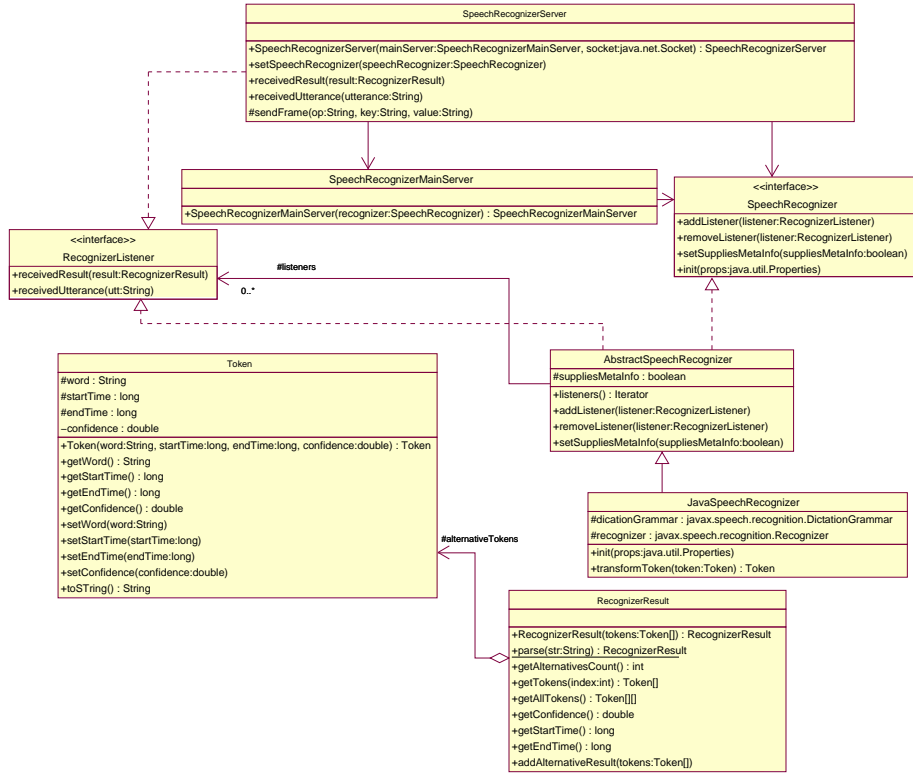 SpeechRecognizerServer
+SpeechRecognizerServer(mainServer:SpeechRecognizerMainServer, socket:java.net.Socket) : SpeechRecognizerServer
+setSpeechRecognizer(speechRecognizer:SpeechRecognizer)
+receivedResult(result:RecognizerResult)
+receivedUtterance(utterance:String)
#sendFrame(op:String, key:String, value:String)
SpeechRecognizerMainServer
+SpeechRecognizerMainServer(recognizer:SpeechRecognizer) : SpeechRecognizerMainServer
<<interface>>
SpeechRecognizer
+addListener(listener:RecognizerListener)
+removeListener(listener:RecognizerListener)
+setSuppliesMetaInfo(suppliesMetaInfo:boolean)
+init(props:java.util.Properties)
<<interface>>
RecognizerListener
+receivedResult(result:RecognizerResult)
+receivedUtterance(utt:String)
#listeners
0..*
AbstractSpeechRecognizer
#suppliesMetaInfo : boolean
+listeners() : Iterator
+addListener(listener:RecognizerListener)
+removeListener(listener:RecognizerListener)
+setSuppliesMetaInfo(suppliesMetaInfo:boolean)
Token
#word : String
#startTime : long
#endTime : long
−confidence : double
+Token(word:String, startTime:long, endTime:long, confidence:double) : Token
+getWord() : String
+getStartTime() : long
+getEndTime() : long
+getConfidence() : double
+setWord(word:String)
+setStartTime(startTime:long)
+setEndTime(endTime:long)
+setConfidence(confidence:double)
+toSTring() : String
JavaSpeechRecognizer
#dicationGrammar : javax.speech.recognition.DictationGrammar
#recognizer : javax.speech.recognition.Recognizer
+init(props:java.util.Properties)
+transformToken(token:Token) : Token
#alternativeTokens
RecognizerResult
+RecognizerResult(tokens:Token[]) : RecognizerResult
+parse(str:String) : RecognizerResult
+getAlternativesCount() : int
+getTokens(index:int) : Token[]
+getAllTokens() : Token[][]
+getConfidence() : double
+getStartTime() : long
+getEndTime() : long
+addAlternativeResult(tokens:Token[])